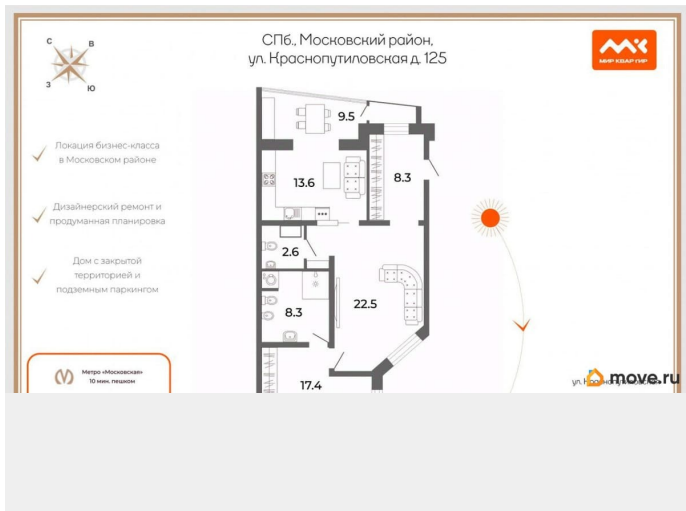 СПб., Московский район,
ул. Краснопутиловская д. 125
МИР КВАРТИР
С
В
З
Ю
Локация бизнес-класса
в Московском районе
Дизайнерский ремонт и
продуманная планировка
Дом с закрытой
территорией и
подземным паркингом
9.5
13.6
8.3
2.6
8.3
22.5
17.4
Метро «Московская»
10 мин. пешком
ул. Краснопутиловская
move.ru